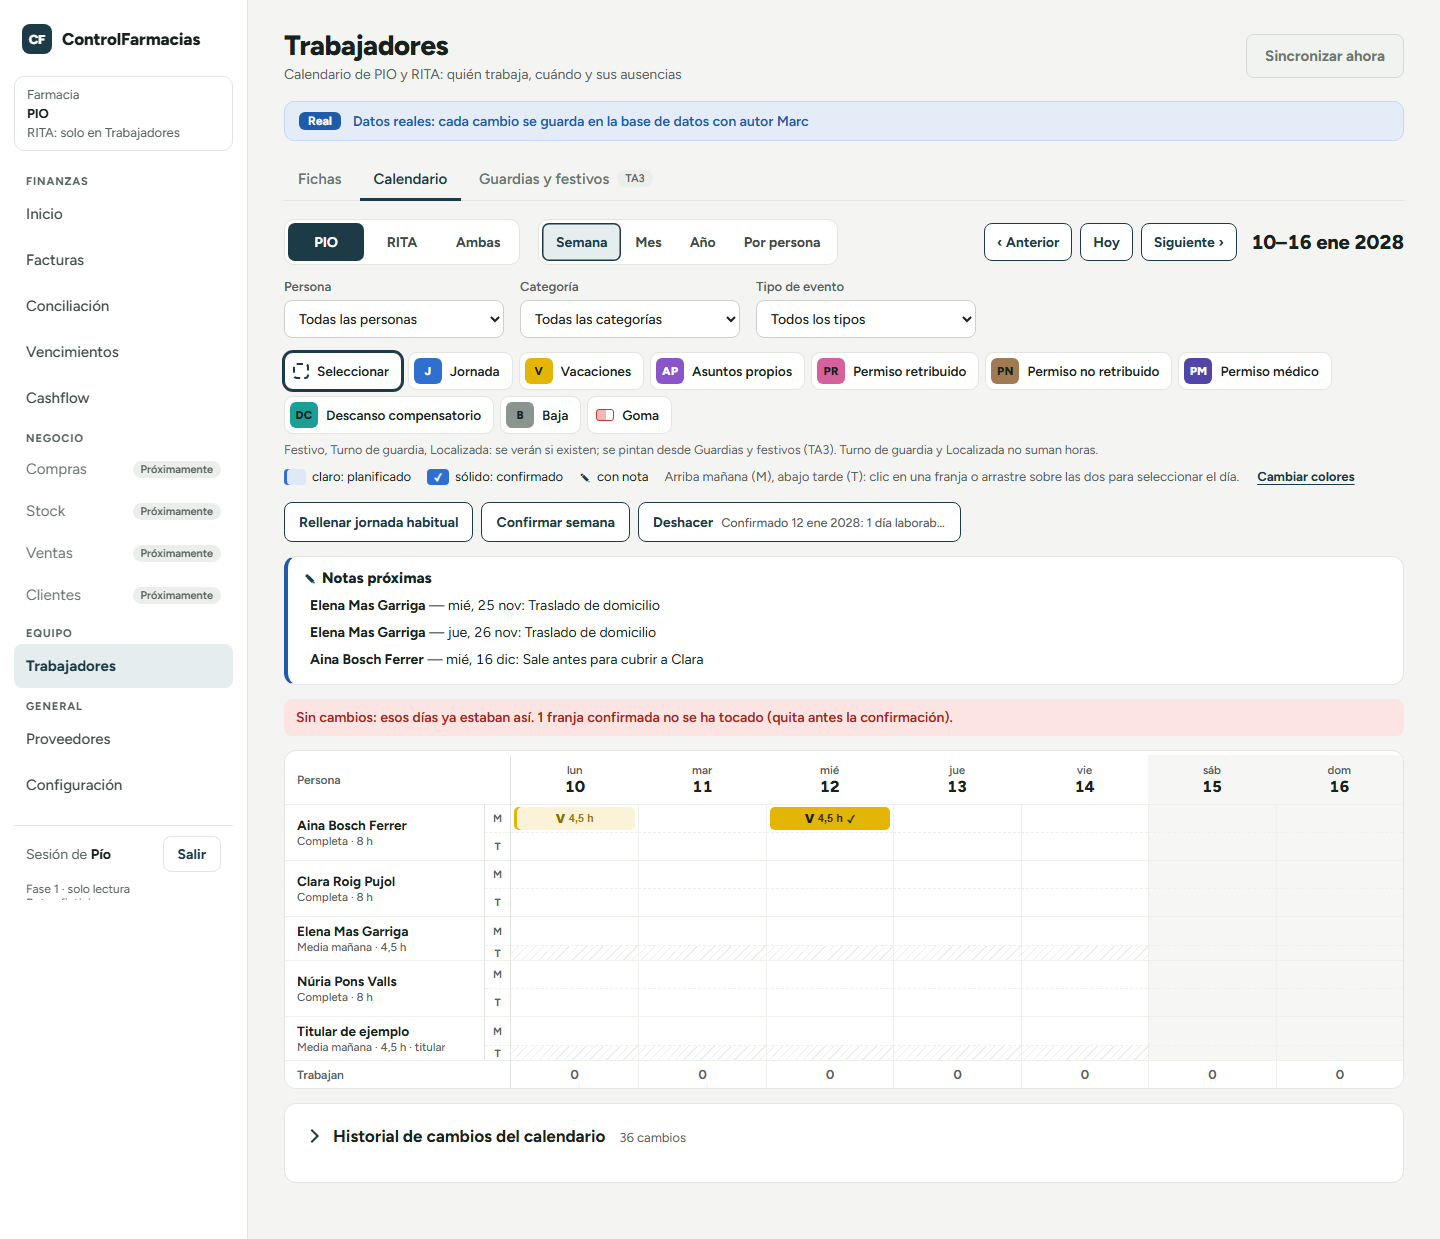 CF ControlFarmacias
Farmacia
PIO
RITA: solo en Trabajadores
FINANZAS
Inicio
Facturas
Conciliación
Vencimientos
Cashflow
NEGOCIO
Compras Próximamente
Stock Próximamente
Ventas Próximamente
Clientes Próximamente
EQUIPO
Trabajadores
GENERAL
Proveedores
Configuración
Sesión de Pío Salir
Fase 1 · solo lectura
Trabajadores
Calendario de PIO y RITA: quién trabaja, cuándo y sus ausencias
Sincronizar ahora
Real Datos reales: cada cambio se guarda en la base de datos con autor Marc
Fichas Calendario Guardias y festivos TA3
PIO RITA Ambas Semana Mes Año Por persona ‹ Anterior Hoy Siguiente › 10–16 ene 2028
Persona Categoría Tipo de evento
Todas las personas Todas las categorías Todos los tipos
Seleccionar J Jornada V Vacaciones AP Asuntos propios PR Permiso retribuido PN Permiso no retribuido PM Permiso médico
DC Descanso compensatorio B Baja Goma
Festivo, Turno de guardia, Localizada: se verán si existen; se pintan desde Guardias y festivos (TA3). Turno de guardia y Localizada no suman horas.
claro: planificado ✓ sólido: confirmado con nota Arriba mañana (M), abajo tarde (T): clic en una franja o arrastre sobre las dos para seleccionar el día. Cambiar colores
Rellenar jornada habitual Confirmar semana Deshacer Confirmado 12 ene 2028: 1 día laborab...
Notas próximas
Elena Mas Garriga — mié, 25 nov: Traslado de domicilio
Elena Mas Garriga — jue, 26 nov: Traslado de domicilio
Aina Bosch Ferrer — mié, 16 dic: Sale antes para cubrir a Clara
Sin cambios: esos días ya estaban así. 1 franja confirmada no se ha tocado (quita antes la confirmación).
Persona lun 10 mar 11 mié 12 jue 13 vie 14 sáb 15 dom 16
Aina Bosch Ferrer M V 4,5 h V 4,5 h ✓
Completa · 8 h T
Clara Roig Pujol M
Completa · 8 h T
Elena Mas Garriga M
Media mañana · 4,5 h T
Núria Pons Valls M
Completa · 8 h T
Titular de ejemplo M
Media mañana · 4,5 h · titular T
Trabajan 0 0 0 0 0 0 0
Historial de cambios del calendario 36 cambios